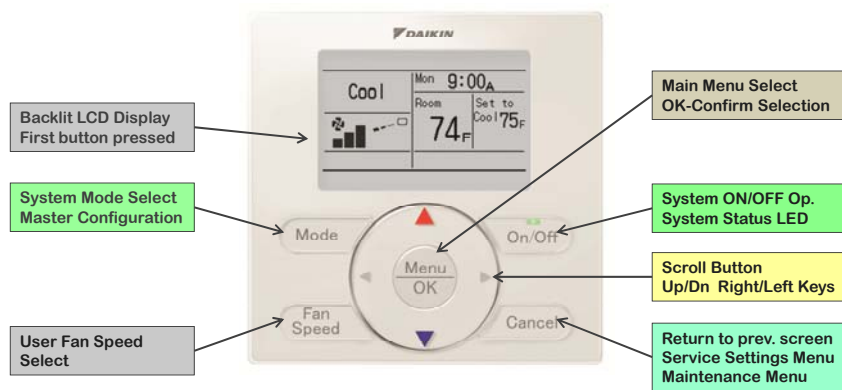 DAIKIN
Cool
Mon 9:00A
Room
74F
Set to
Cool 75F
Backlit LCD Display
First button pressed
Main Menu Select
OK-Confirm Selection
System Mode Select
Master Configuration
Mode
On/Off
System ON/OFF Op.
System Status LED
Menu
OK
Scroll Button
Up/Dn Right/Left Keys
Fan
Speed
Cancel
User Fan Speed
Select
Return to prev. screen
Service Settings Menu
Maintenance Menu